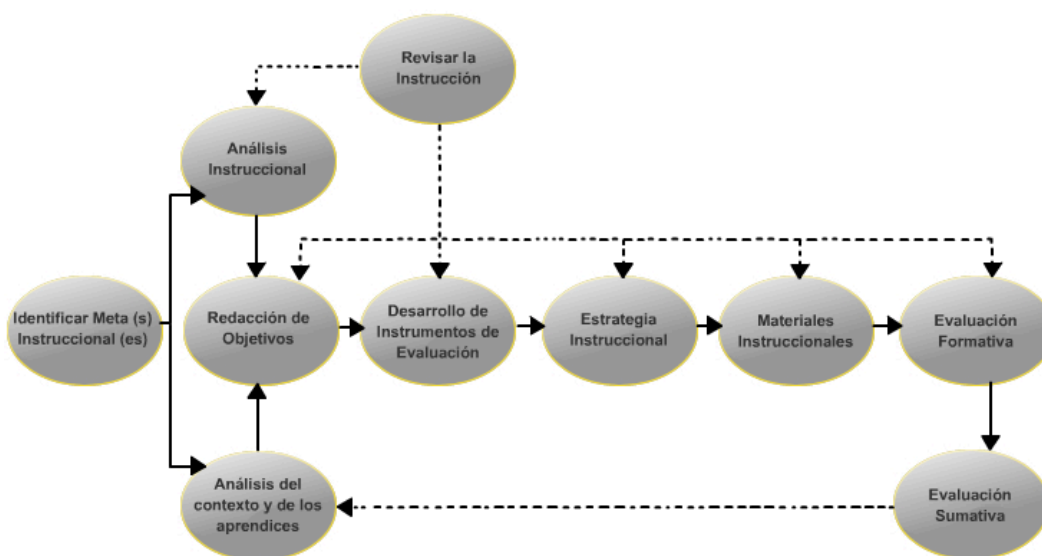 Revisar la
Instrucción
Análisis
Instruccional
Identificar Meta (s)
Instruccional (es)
Redacción de
Objetivos
Desarrollo de
Instrumentos de
Evaluación
Estrategia
Instruccional
Materiales
Instruccionales
Evaluación
Formativa
Análisis del
contexto y de los
aprendices
Evaluación
Sumativa